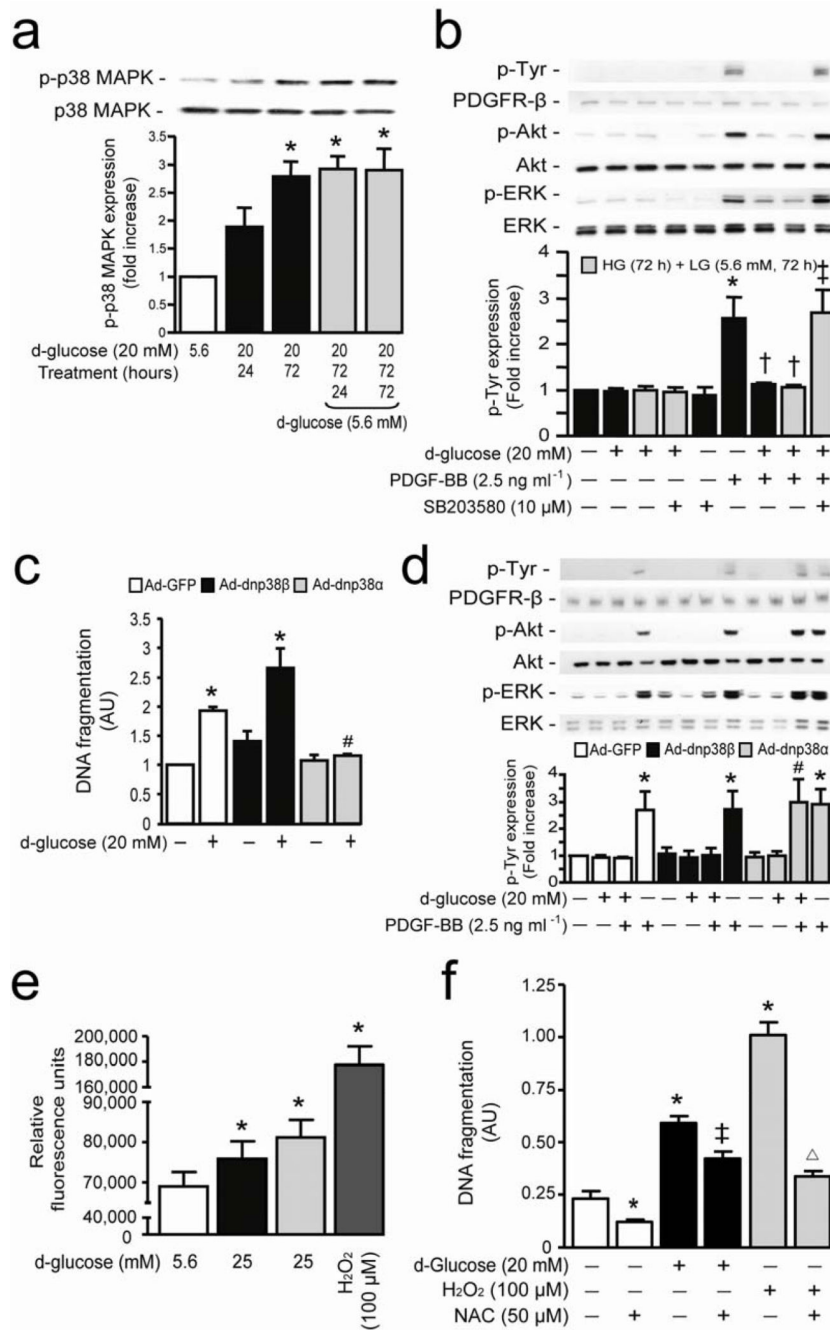 a
p-p38 MAPK -
p38 MAPK -
p-p38 MAPK expression
(fold increase)
3.5
3
2.5
2
1.5
1
0.5
0
* * *
d-glucose (20 mM) 5.6 20 20 20 20
Treatment (hours) 24 72 72 72
24 72
d-glucose (5.6 mM)
b
p-Tyr -
PDGFR-β -
p-Akt -
Akt -
p-ERK -
ERK -
HG (72 h) + LG (5.6 mM, 72 h)
p-Tyr expression
(Fold increase)
4
3
2
1
0
* † † ‡
d-glucose (20 mM) – + + + – – + + +
PDGF-BB (2.5 ng ml⁻¹) – – – – – + + + +
SB203580 (10 µM) – – – + + – – – +
c
Ad-GFP Ad-dnp38β Ad-dnp38α
DNA fragmentation
(AU)
3.5
3
2.5
2
1.5
1
0.5
0
* * #
d-glucose (20 mM) – + – + – +
d
p-Tyr -
PDGFR-β -
p-Akt -
Akt -
p-ERK -
ERK -
Ad-GFP Ad-dnp38β Ad-dnp38α
p-Tyr expression
(Fold increase)
4
3
2
1
0
* * # *
d-glucose (20 mM) – + + – – + + – – + + –
PDGF-BB (2.5 ng ml⁻¹) – – + + – – + + – – + +
e
Relative
fluorescence units
200,000
180,000
160,000
90,000
80,000
70,000
40,000
0
* * *
d-glucose (mM) 5.6 25 25 H₂O₂
(100 µM)
f
DNA fragmentation
(AU)
1.25
1.00
0.75
0.50
0.25
0
* * ‡ * △
d-Glucose (20 mM) – – + + – –
H₂O₂ (100 µM) – – – – + +
NAC (50 µM) – + – + – +